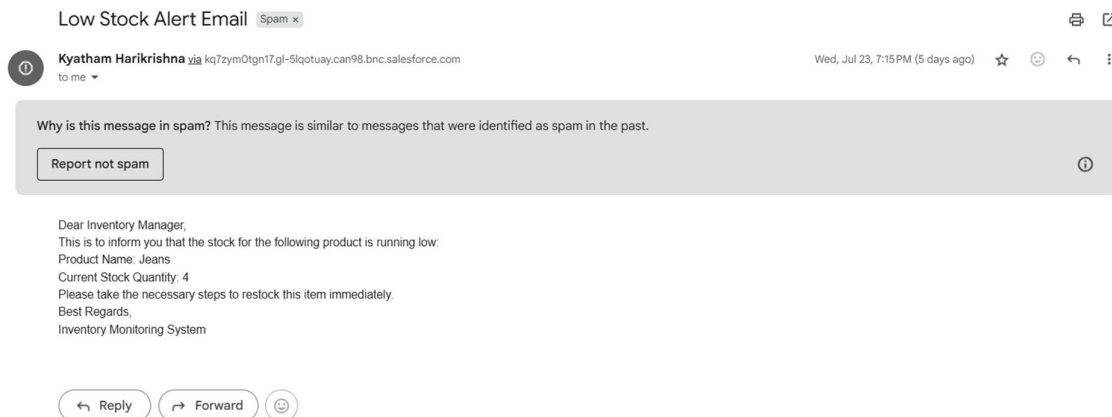 Low Stock Alert Email Spam ×
Kyatham Harikrishna via kq7zym0tgn17.gl-5lqotuay.can98.bnc.salesforce.com Wed, Jul 23, 7:15 PM (5 days ago)
to me
Why is this message in spam? This message is similar to messages that were identified as spam in the past.
Report not spam
Dear Inventory Manager,
This is to inform you that the stock for the following product is running low:
Product Name: Jeans
Current Stock Quantity: 4
Please take the necessary steps to restock this item immediately.
Best Regards,
Inventory Monitoring System
Reply Forward